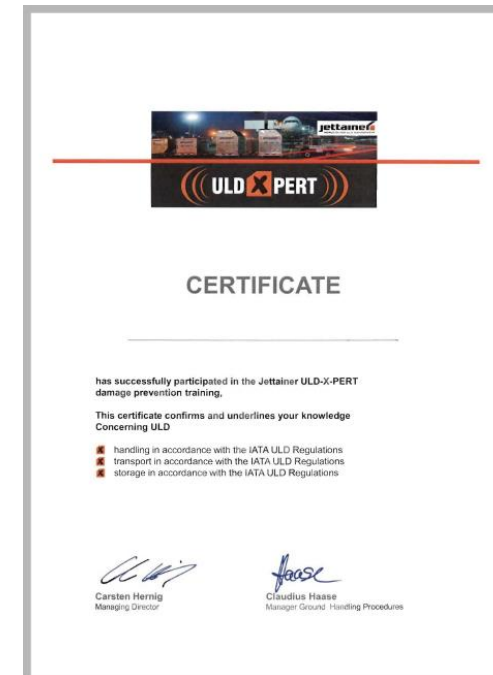 jettainer
ULD X PERT
CERTIFICATE
has successfully participated in the Jettainer ULD-X-PERT
damage prevention training,
This certificate confirms and underlines your knowledge
Concerning ULD
handling in accordance with the IATA ULD Regulations
transport in accordance with the IATA ULD Regulations
storage in accordance with the IATA ULD Regulations
Haase
Carsten Hernig
Managing Director
Claudius Haase
Manager Ground Handling Procedures